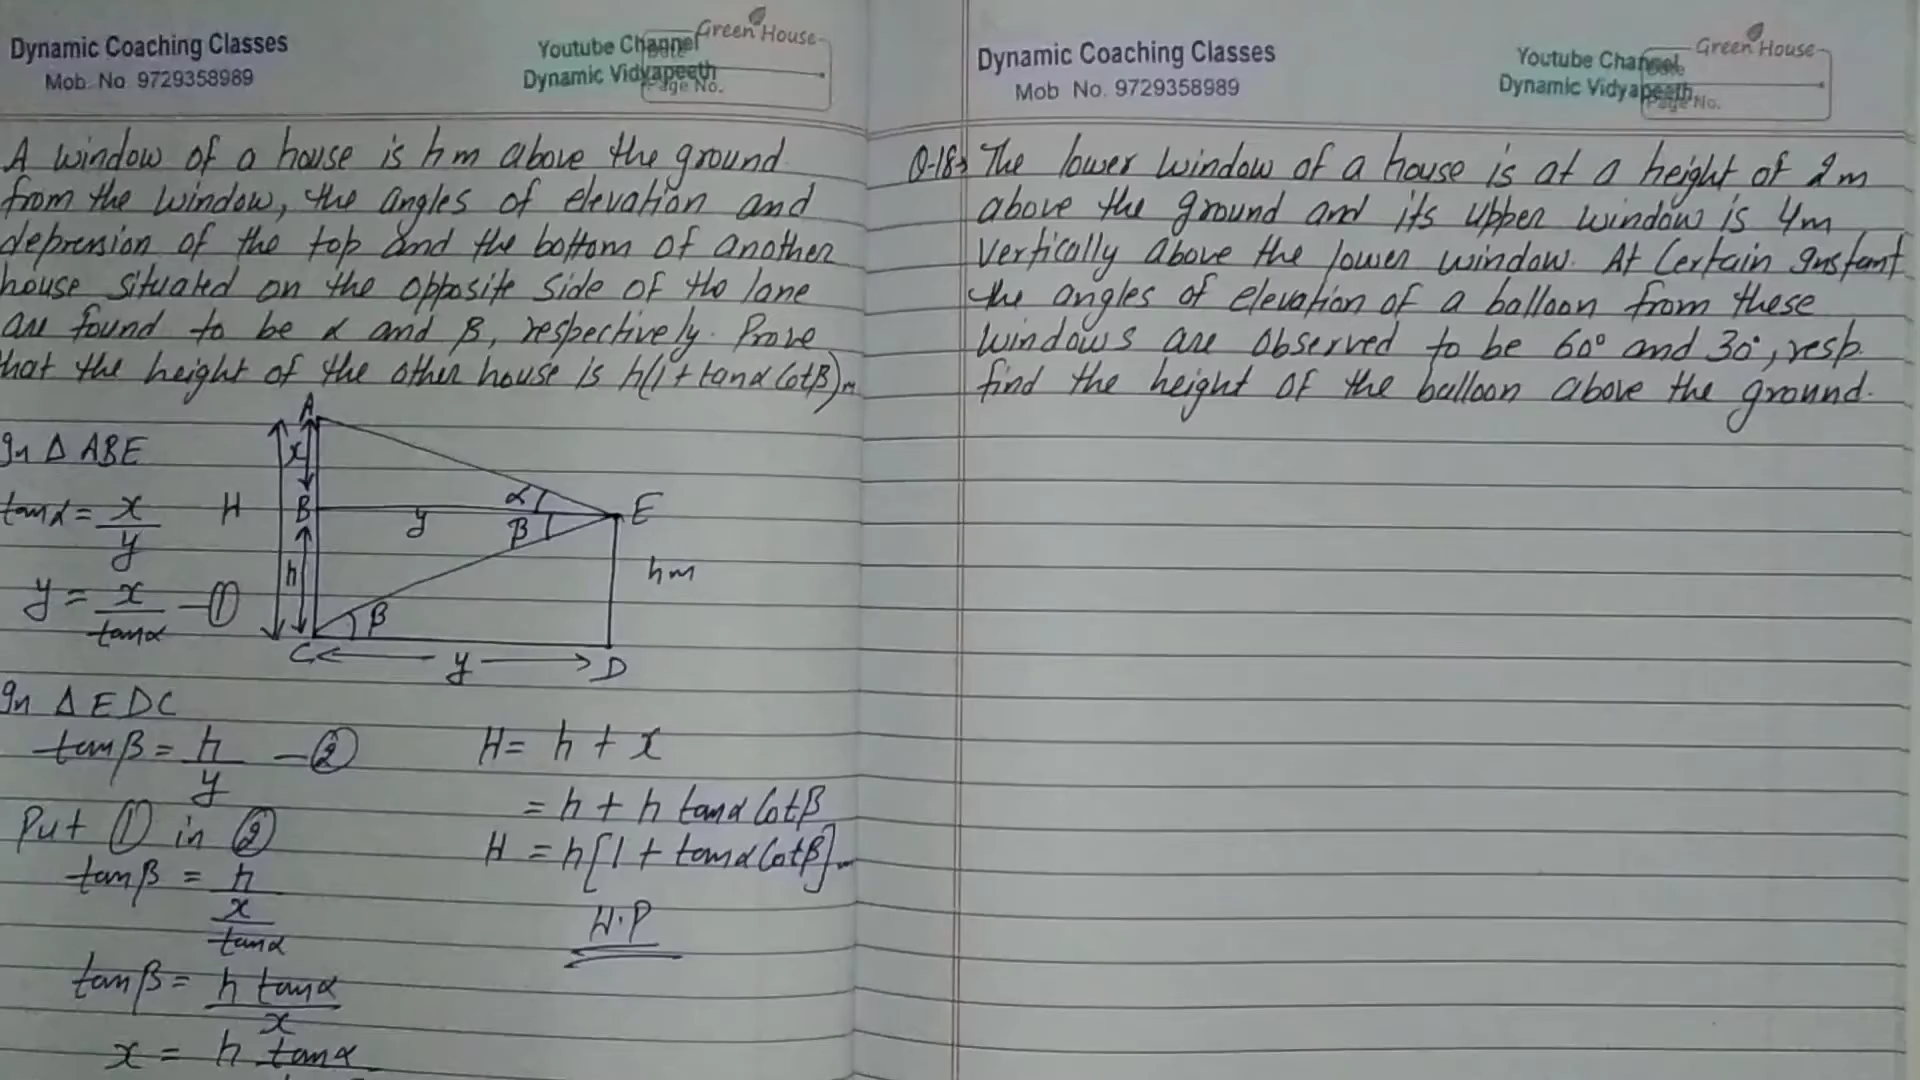 Dynamic Coaching Classes
Mob. No 9729358989
Youtube Channel
Dynamic Vidyapeeth
Green House
Page No.
A window of a house is hm above the ground
from the window, the angles of elevation and
depression of the top and the bottom of another
house situated on the opposite side of the lane
are found to be α and β, respectively. Prove
that the height of the other house is h(1+tanα Cotβ)m
In Δ ABE
tanα = x/y
y = x/tanα -①
A
x
H
B
y
α
β
E
h
hm
β
C
y
D
In Δ EDC
tanβ = h/y -②
Put ① in ②
tanβ = h/(x/tanα)
tanβ = h tanα/x
x = h tanα
H = h + x
= h + h tanα Cotβ
H = h[1 + tanα Cotβ]m
H.P
Dynamic Coaching Classes
Mob No. 9729358989
Youtube Channel
Dynamic Vidyapeeth
Green House
Page No.
Q-18 The lower window of a house is at a height of 2m
above the ground and its upper window is 4m
vertically above the lower window. At Certain Instant
the angles of elevation of a balloon from these
windows are observed to be 60° and 30°, resp.
find the height of the balloon above the ground.